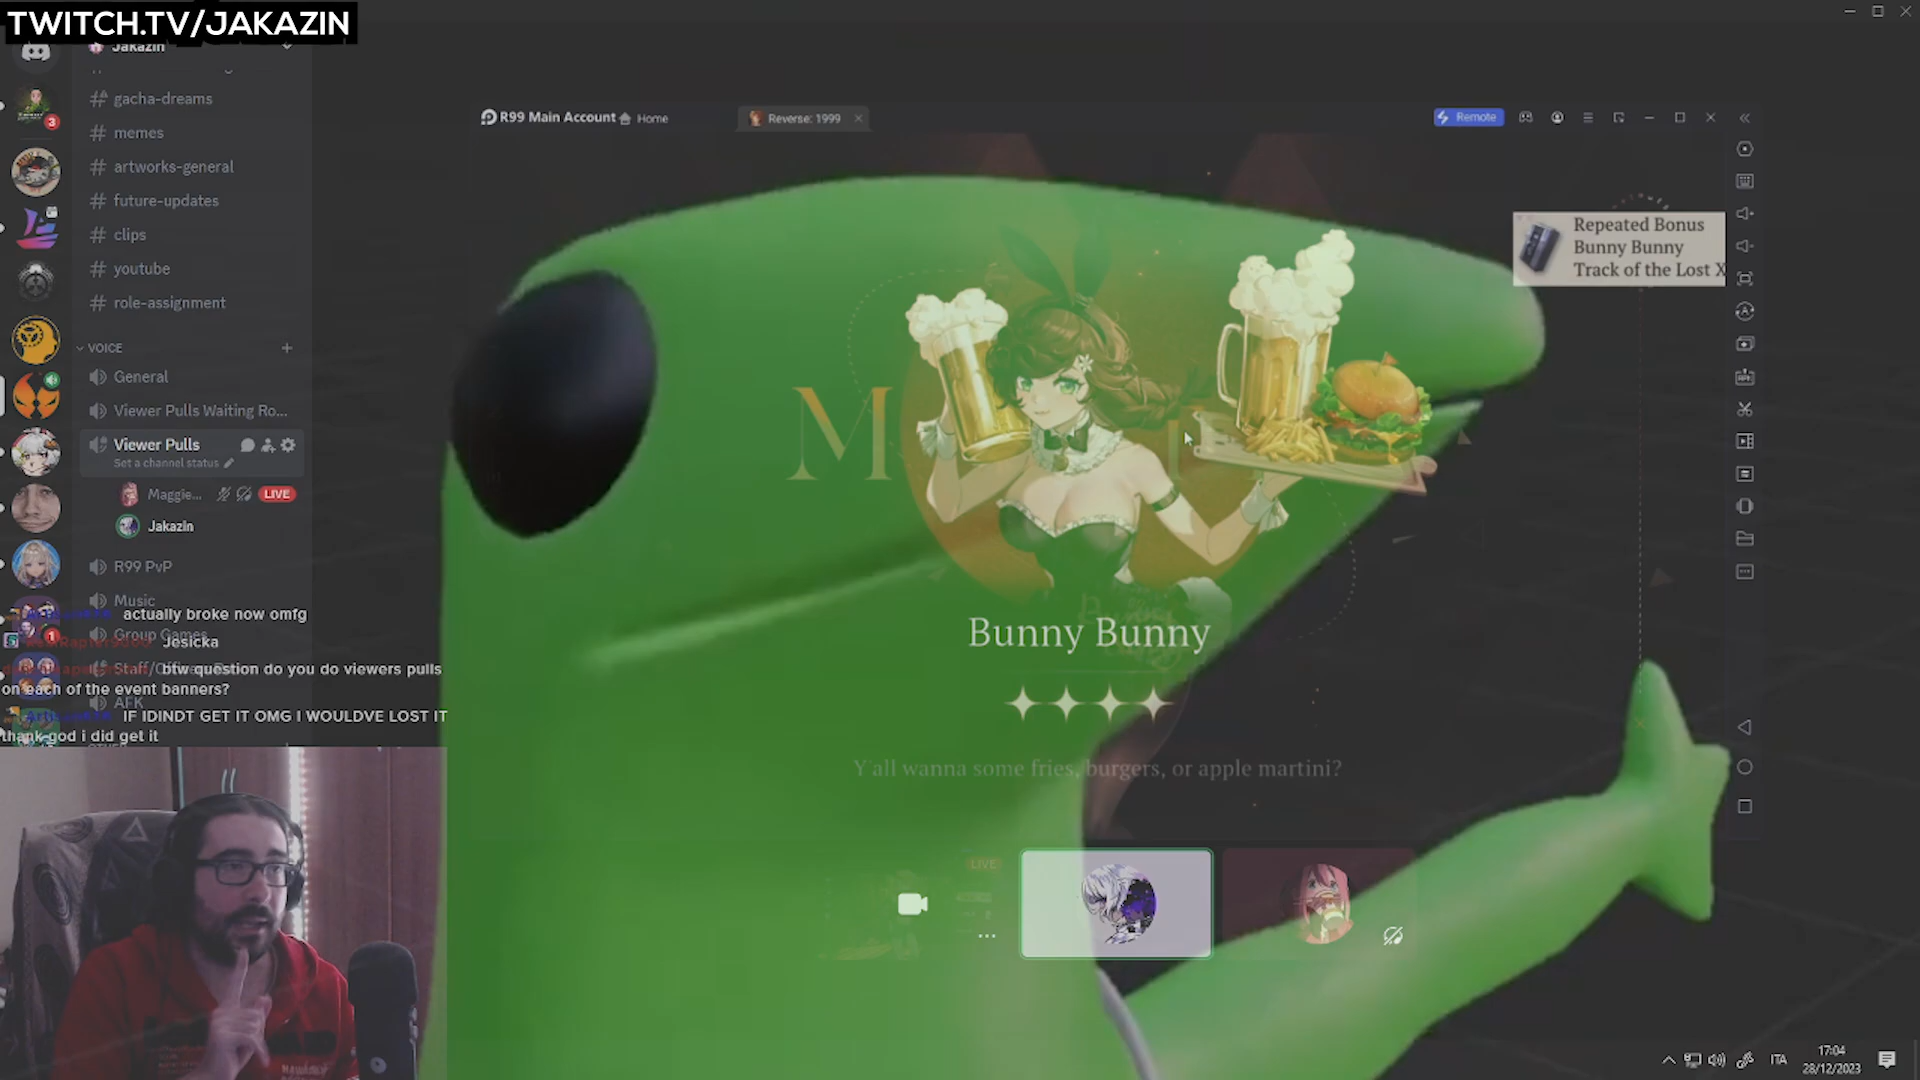 TWITCH.TV/JAKAZIN
Jakazin
gacha-dreams
memes
artworks-general
future-updates
clips
youtube
role-assignment
VOICE
General
Viewer Pulls Waiting Ro...
Viewer Pulls
Set a channel status
Maggie... LIVE
Jakazin
R99 PvP
Music
Group Games
AFK
actually broke now omfg
Jesicka
btw question do you do viewers pulls
on each of the event banners?
IF IDINDT GET IT OMG I WOULDVE LOST IT
thank god i did get it
3
1
R99 Main Account
Home
Reverse: 1999
Remote
Repeated Bonus
Bunny Bunny
Track of the Lost X
M
Bunny Bunny
Y'all wanna some fries, burgers, or apple martini?
LIVE
ITA
17:04
28/12/2023